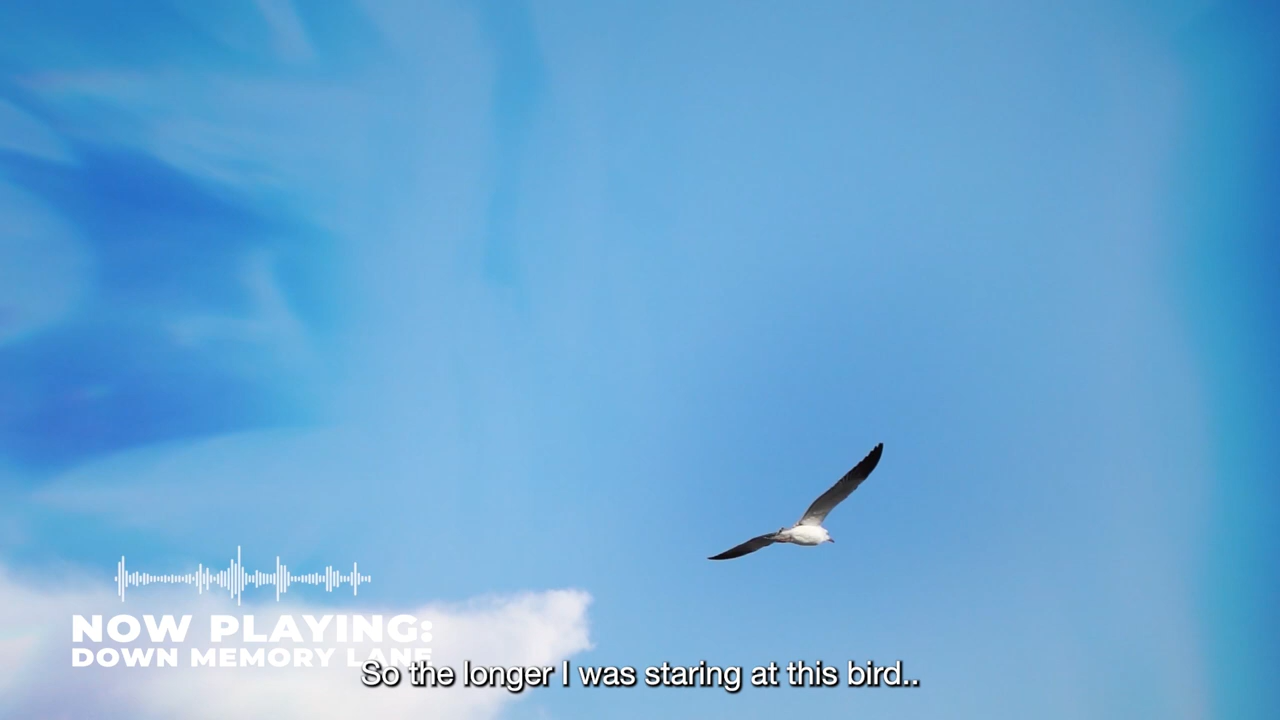 NOW PLAYING:
DOWN MEMORY LANE
So the longer I was staring at this bird..